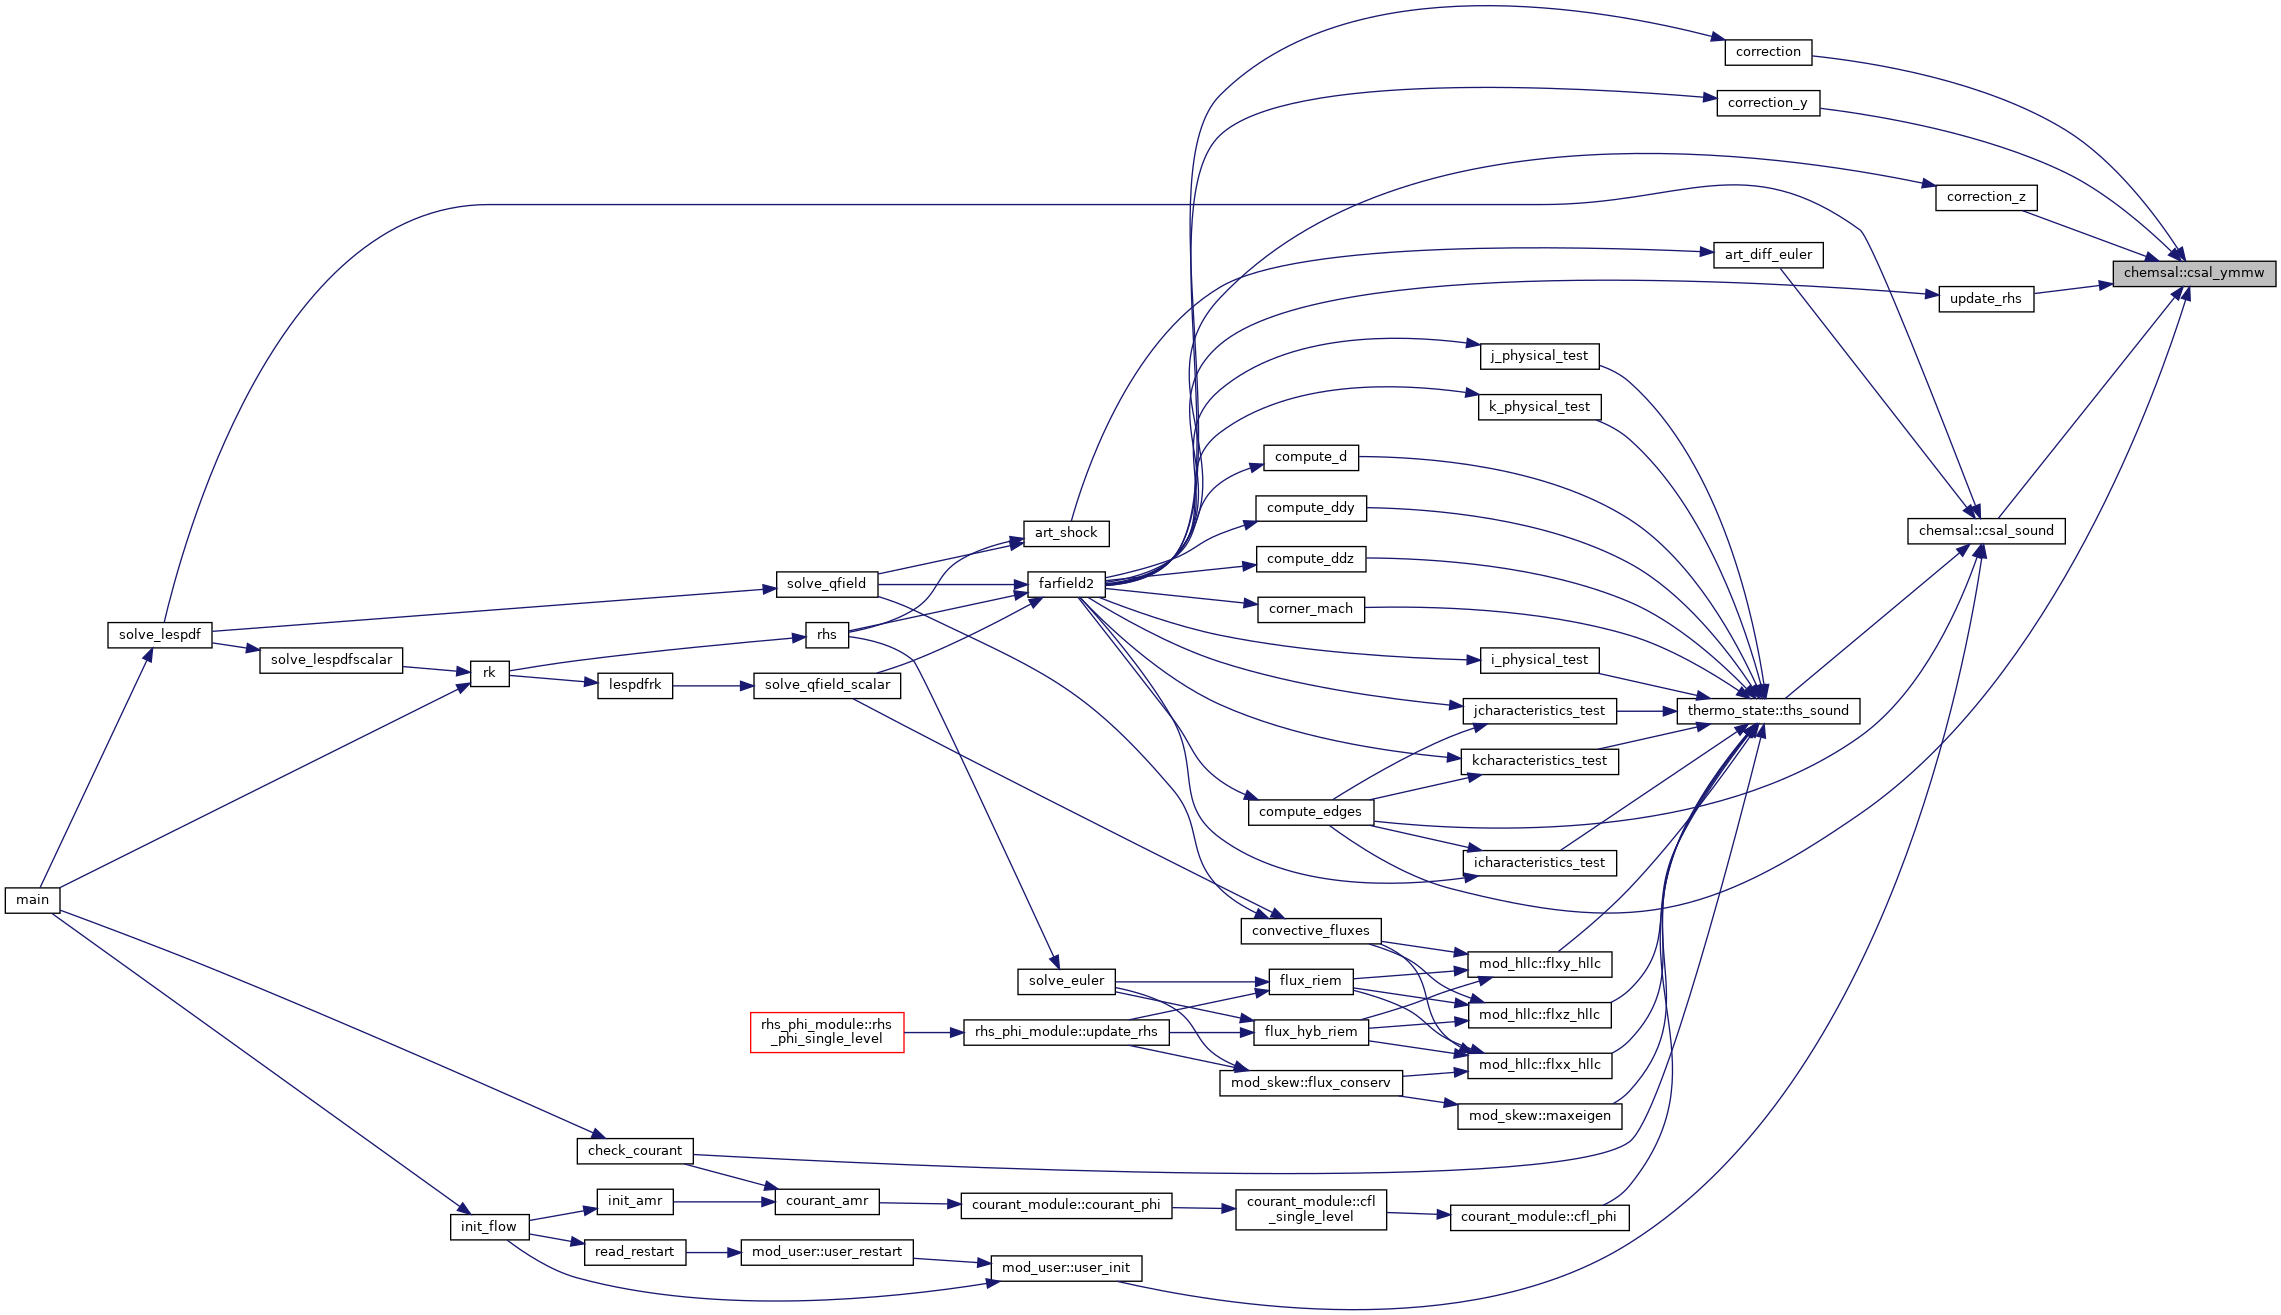 correction
correction_y
correction_z
art_diff_euler
chemsal::csal_ymmw
update_rhs
j_physical_test
k_physical_test
compute_d
compute_ddy
chemsal::csal_sound
art_shock
compute_ddz
solve_qfield
farfield2
corner_mach
solve_lespdf
rhs
solve_lespdfscalar
i_physical_test
rk
lespdfrk
solve_qfield_scalar
jcharacteristics_test
thermo_state::ths_sound
kcharacteristics_test
compute_edges
icharacteristics_test
main
convective_fluxes
mod_hllc::flxy_hllc
solve_euler
flux_riem
mod_hllc::flxz_hllc
rhs_phi_module::rhs
_phi_single_level
rhs_phi_module::update_rhs
flux_hyb_riem
mod_hllc::flxx_hllc
mod_skew::flux_conserv
mod_skew::maxeigen
check_courant
init_amr
courant_amr
courant_module::courant_phi
courant_module::cfl
_single_level
courant_module::cfl_phi
init_flow
read_restart
mod_user::user_restart
mod_user::user_init